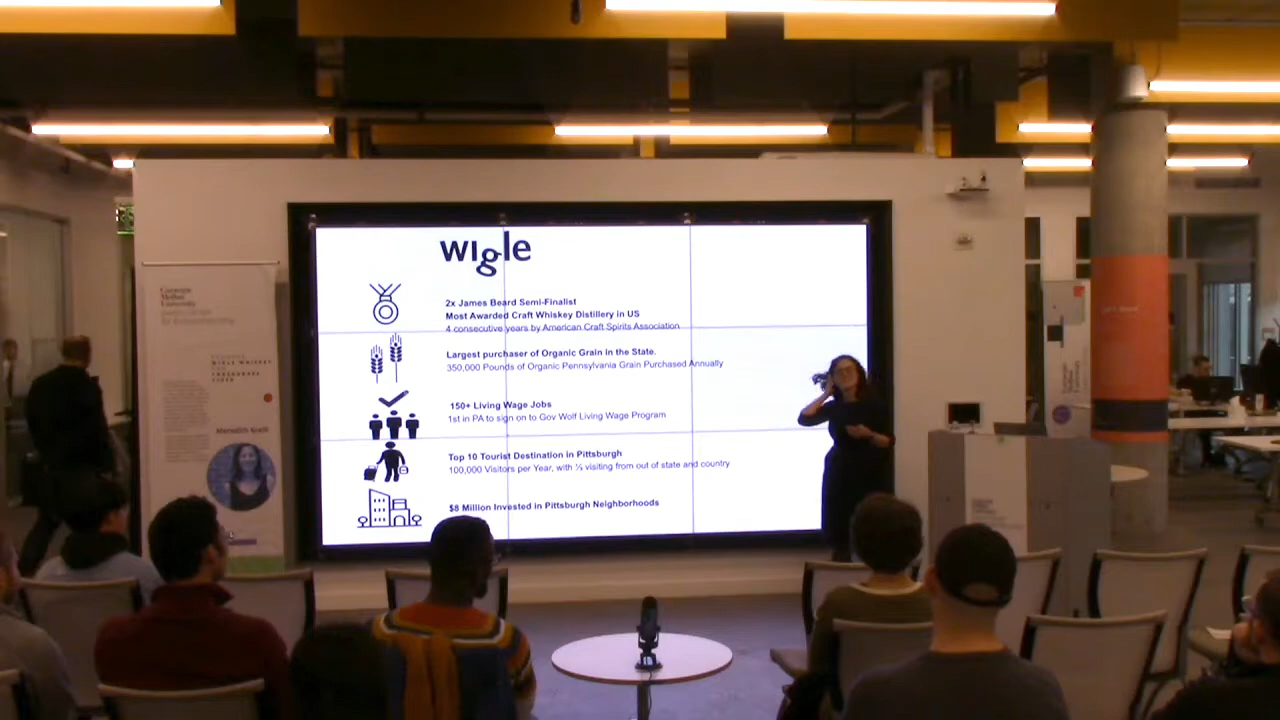 wigle
2x James Beard Semi-Finalist
Most Awarded Craft Whiskey Distillery in US
4 consecutive years by American Craft Spirits Association
Largest purchaser of Organic Grain in the State.
350,000 Pounds of Organic Pennsylvania Grain Purchased Annually
150+ Living Wage Jobs
1st in PA to sign on to Gov Wolf Living Wage Program
Top 10 Tourist Destination in Pittsburgh
100,000 Visitors per Year, with ⅓ visiting from out of state and country
$8 Million Invested in Pittsburgh Neighborhoods
Carnegie
Mellon
University
WIGLE WHISKEY
Meredith Grelli